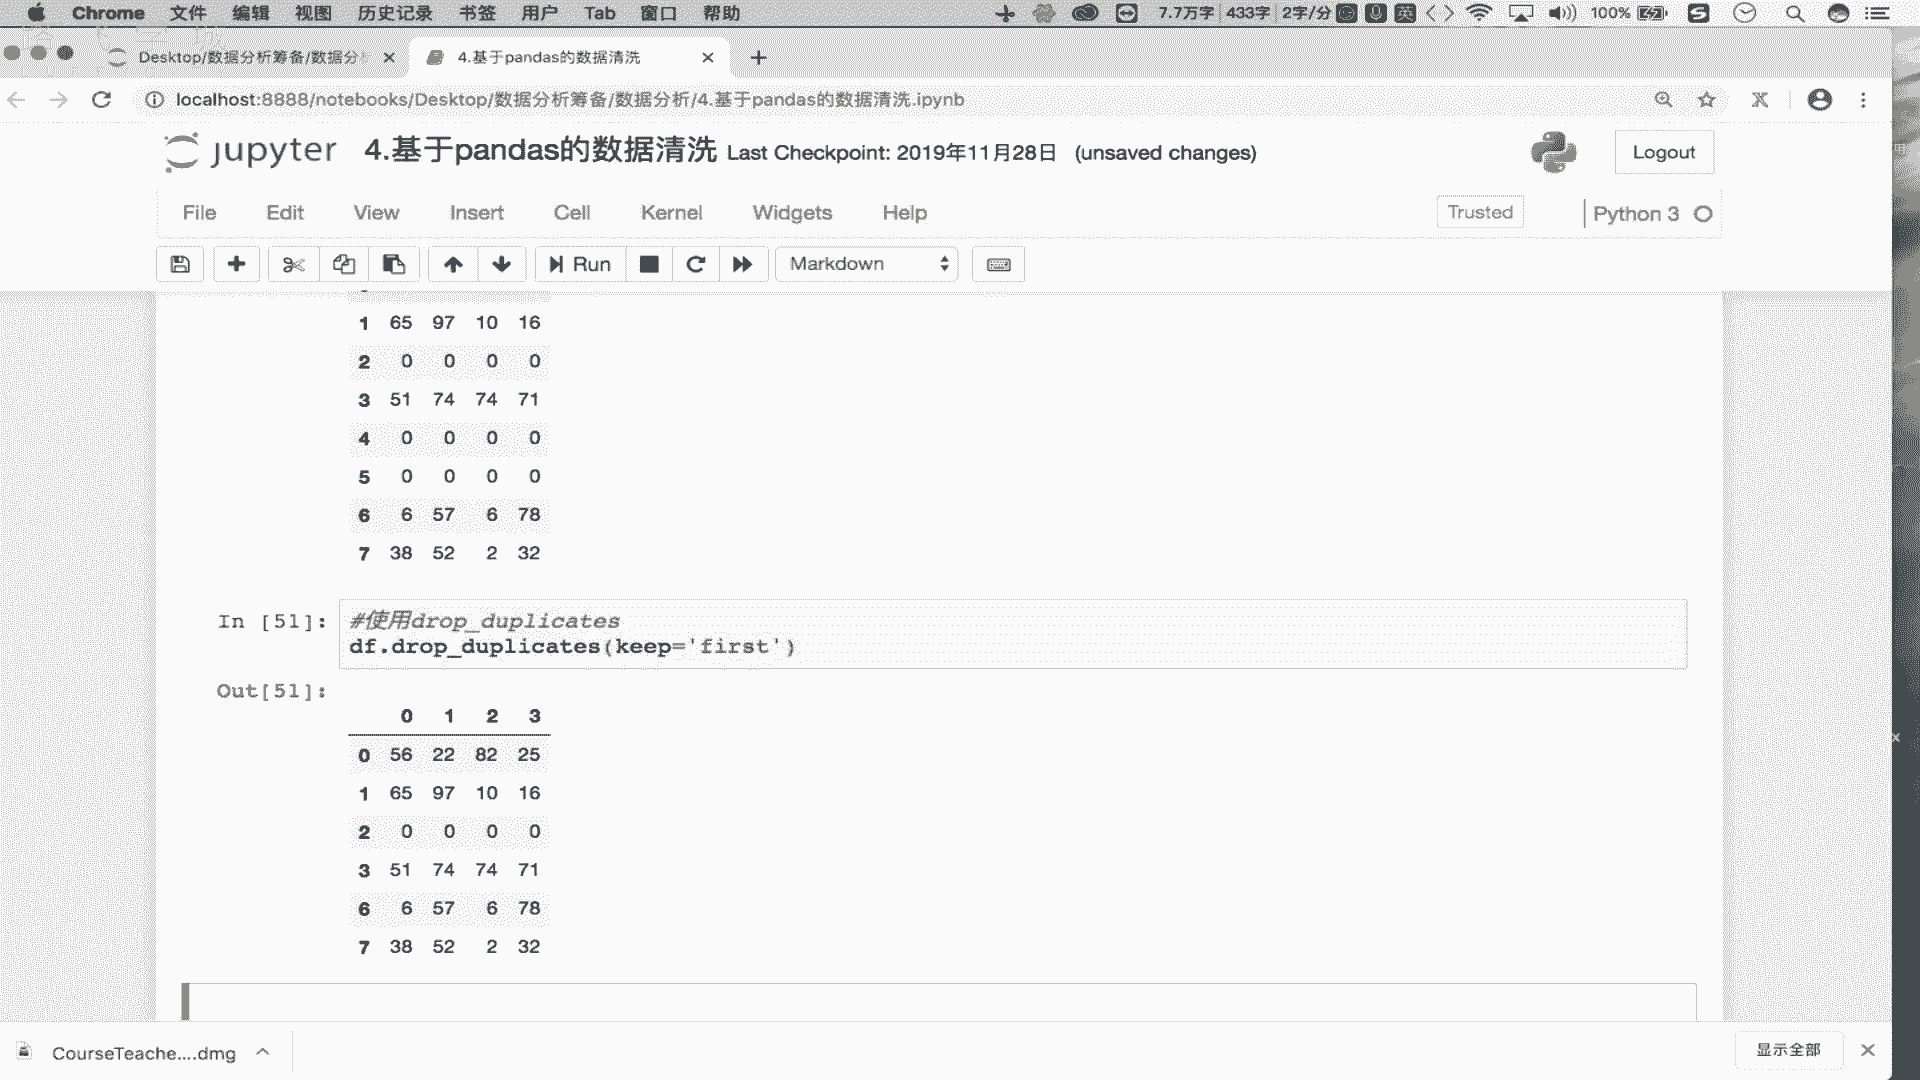 Chrome 文件 编辑 视图 历史记录 书签 用户 Tab 窗口 帮助 7.7万字 433字 2字/分 英 100%
Desktop/数据分析筹备/数据分 4.基于pandas的数据清洗
localhost:8888/notebooks/Desktop/数据分析筹备/数据分析/4.基于pandas的数据清洗.ipynb
jupyter 4.基于pandas的数据清洗 Last Checkpoint: 2019年11月28日 (unsaved changes) Logout
File Edit View Insert Cell Kernel Widgets Help Trusted Python 3
Run Markdown
1 65 97 10 16
2 0 0 0 0
3 51 74 74 71
4 0 0 0 0
5 0 0 0 0
6 6 57 6 78
7 38 52 2 32
In [51]: #使用drop_duplicates
df.drop_duplicates(keep='first')
Out[51]:
0 1 2 3
0 56 22 82 25
1 65 97 10 16
2 0 0 0 0
3 51 74 74 71
6 6 57 6 78
7 38 52 2 32
CourseTeache....dmg 显示全部